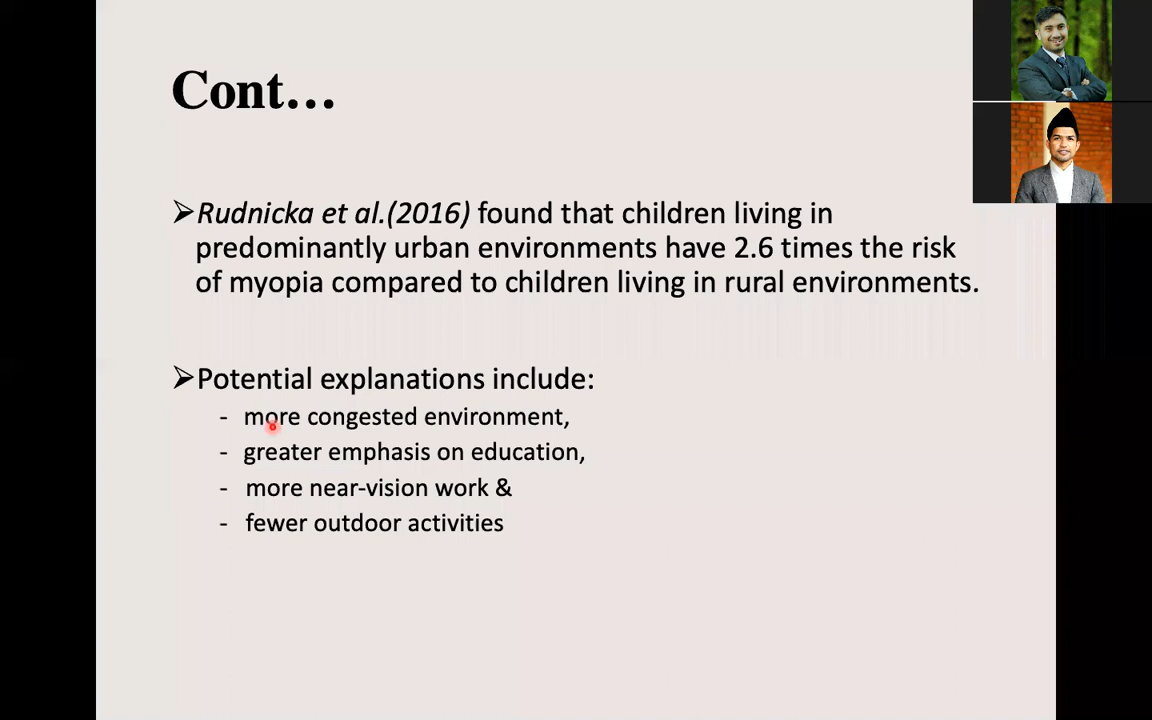 Cont...
➢Rudnicka et al.(2016) found that children living in
predominantly urban environments have 2.6 times the risk
of myopia compared to children living in rural environments.
➢Potential explanations include:
- more congested environment,
- greater emphasis on education,
- more near-vision work &
- fewer outdoor activities